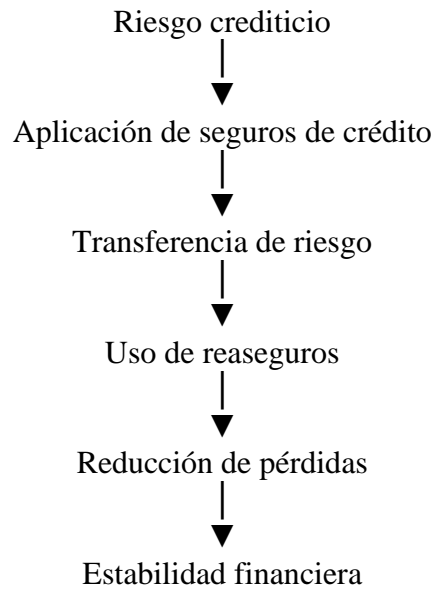 Riesgo crediticio
Aplicación de seguros de crédito
Transferencia de riesgo
Uso de reaseguros
Reducción de pérdidas
Estabilidad financiera